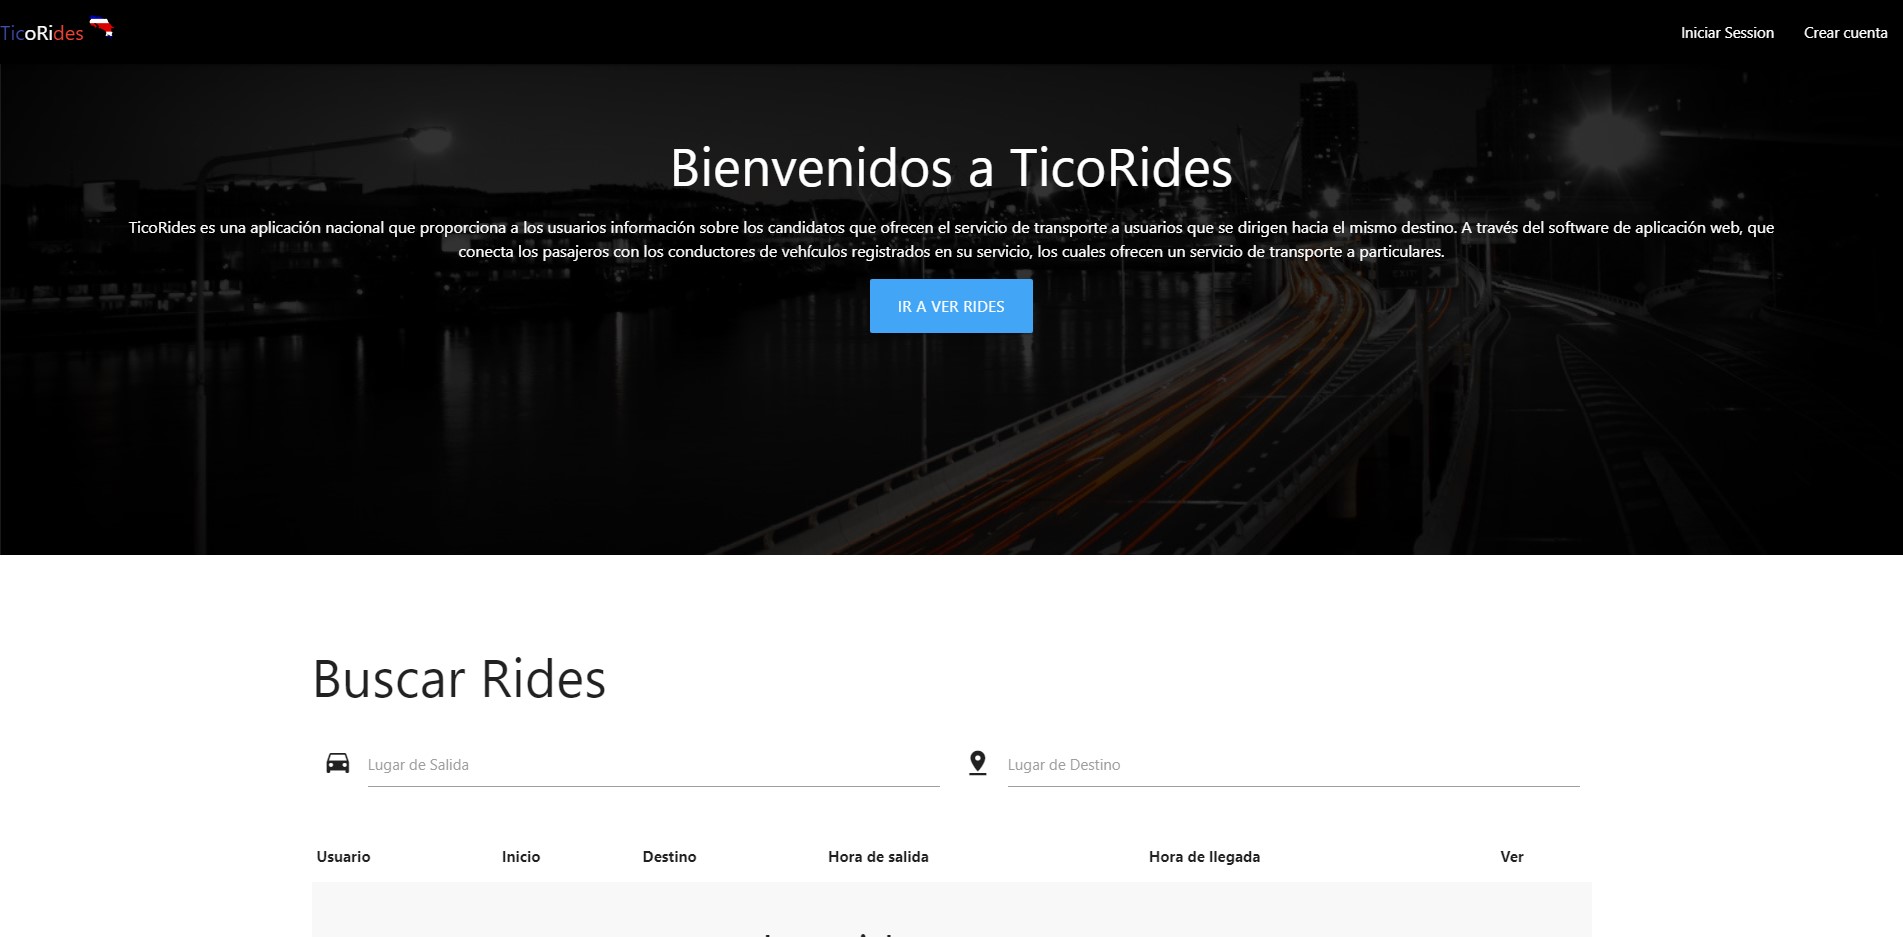 TicoRides
Iniciar Session
Crear cuenta
Bienvenidos a TicoRides
TicoRides es una aplicación nacional que proporciona a los usuarios información sobre los candidatos que ofrecen el servicio de transporte a usuarios que se dirigen hacia el mismo destino. A través del software de aplicación web, que
conecta los pasajeros con los conductores de vehículos registrados en su servicio, los cuales ofrecen un servicio de transporte a particulares.
IR A VER RIDES
Buscar Rides
Lugar de Salida
Lugar de Destino
Usuario Inicio Destino Hora de salida Hora de llegada Ver